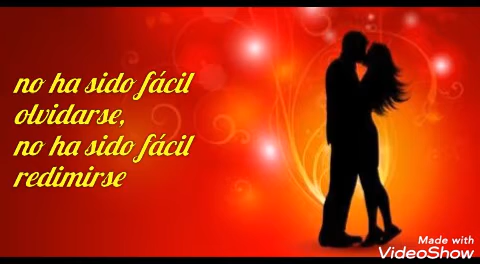 no ha sido fácil
olvidarse,
no ha sido fácil
redimirse
Made with
VideoShow